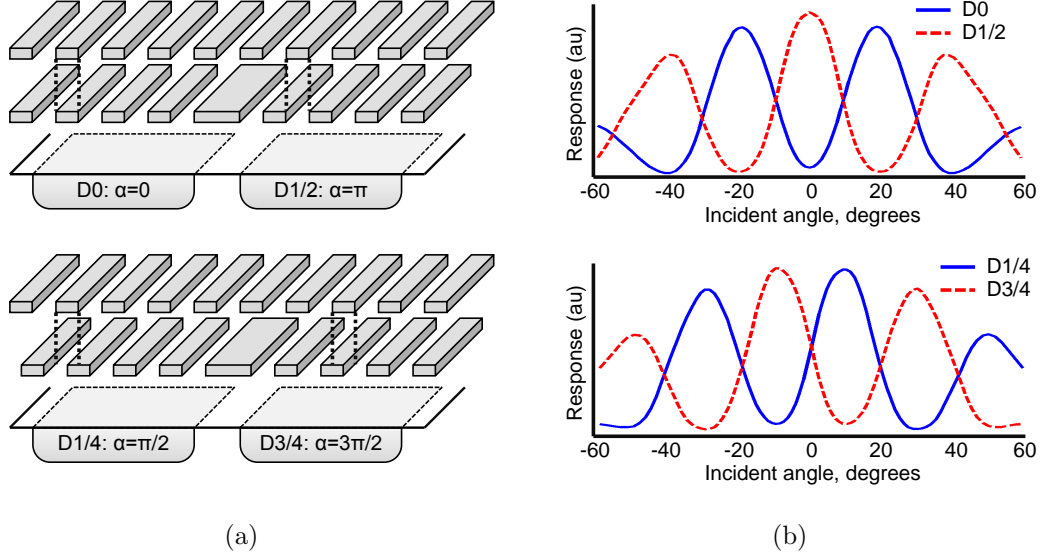 D0: α=0
D1/2: α=π
D1/4: α=π/2
D3/4: α=3π/2
(a)
Response (au)
D0
D1/2
-60
-40
-20
0
20
40
60
Incident angle, degrees
Response (au)
D1/4
D3/4
-60
-40
-20
0
20
40
60
Incident angle, degrees
(b)